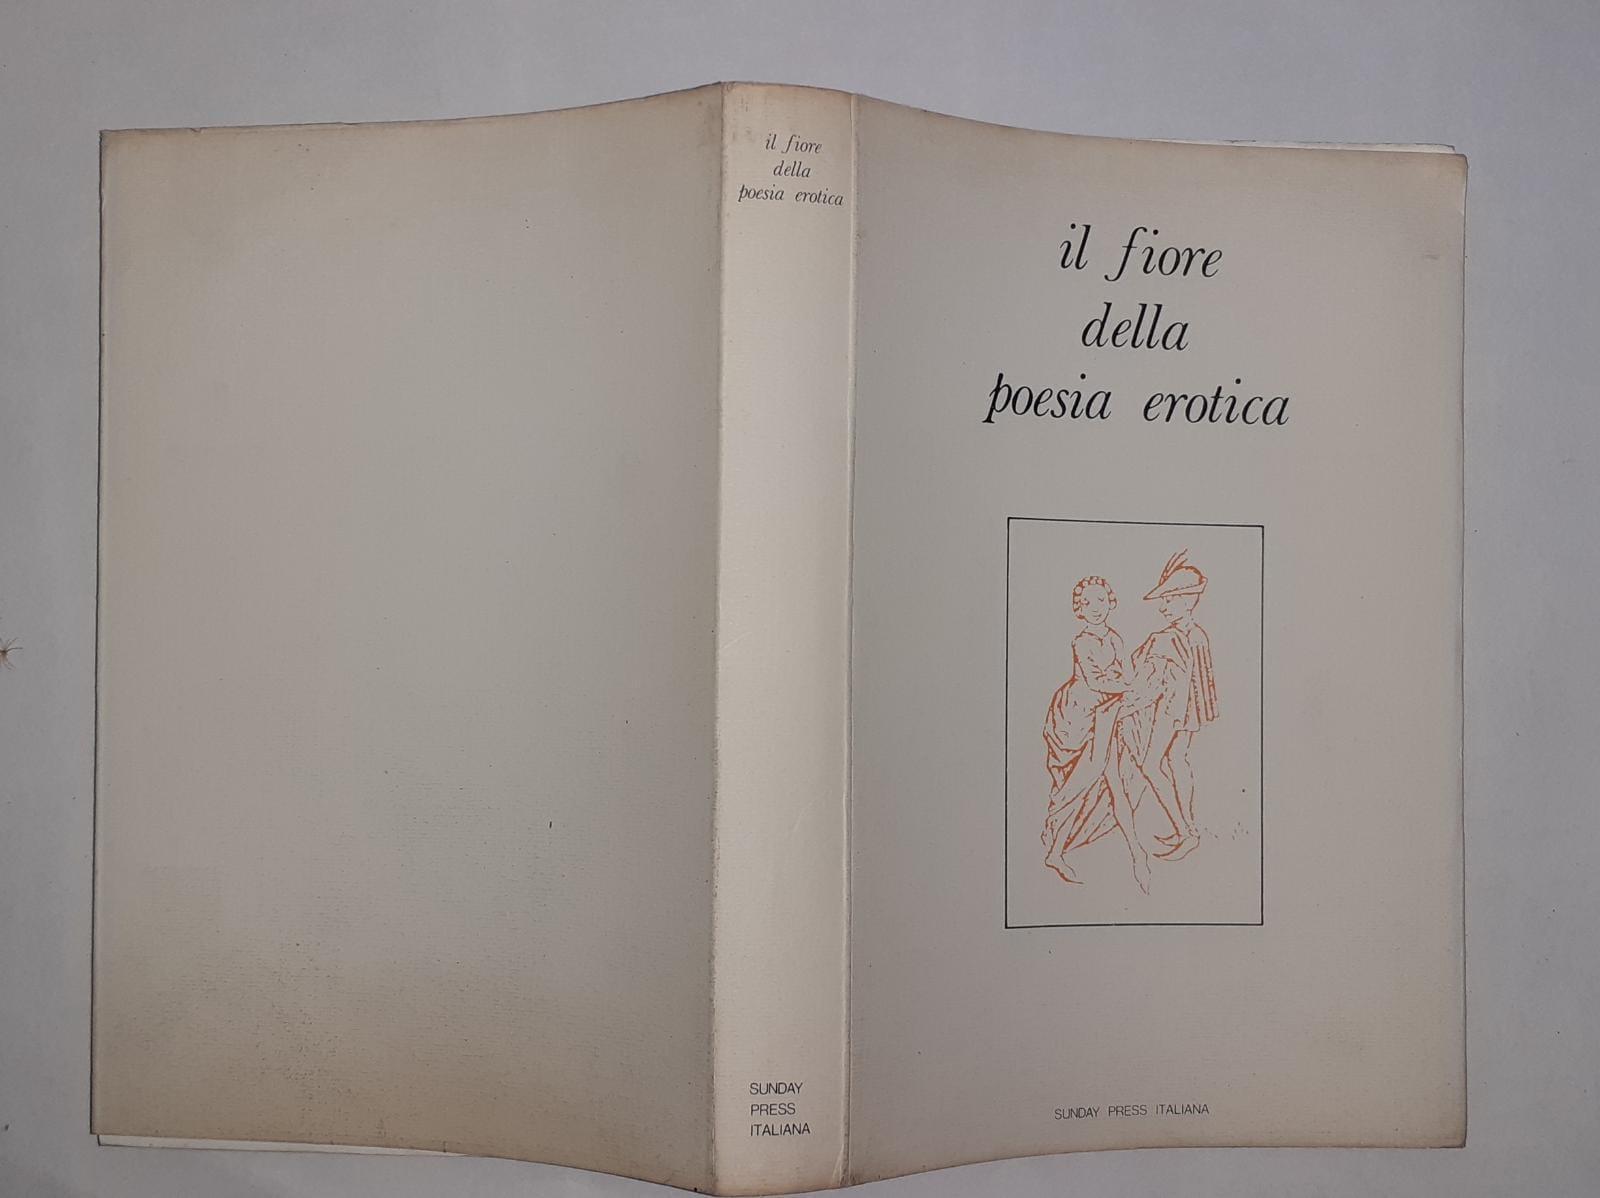 il fiore
della
poesia erotica
SUNDAY
PRESS
ITALIANA
il fiore
della
poesia erotica
SUNDAY PRESS ITALIANA